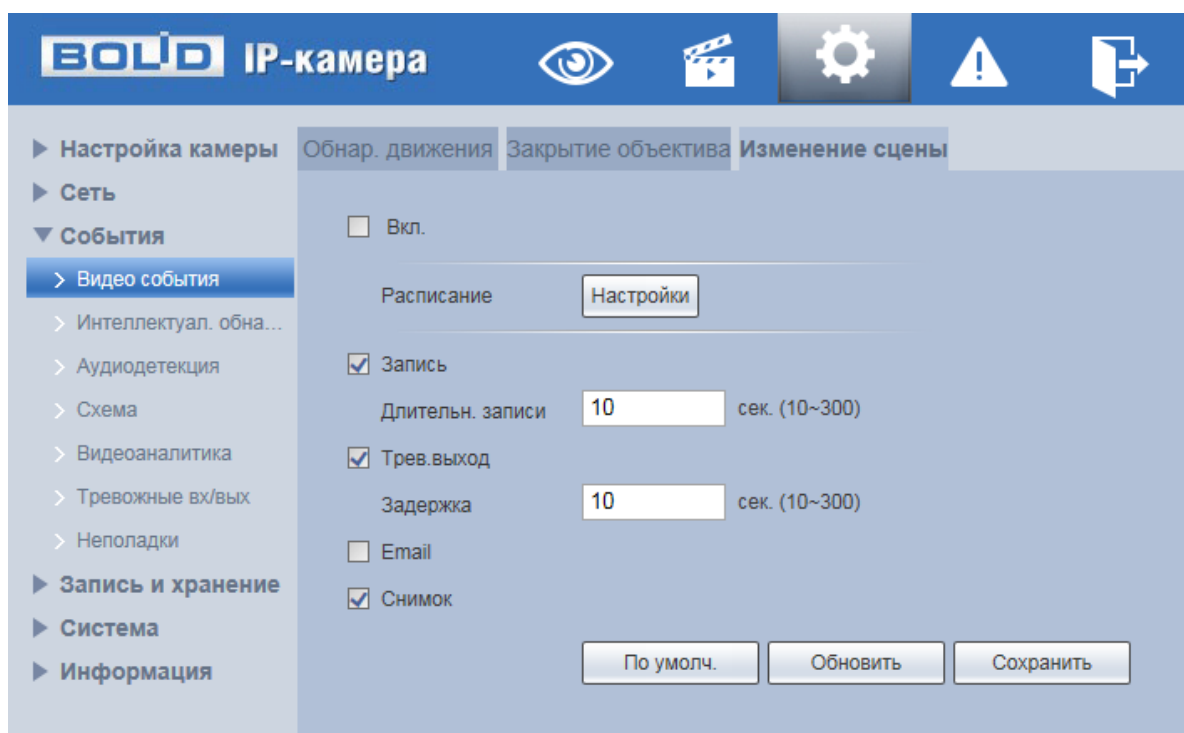 BOLID IP-камера
Настройка камеры
Сеть
События
Видео события
Интеллектуал. обна...
Аудиодетекция
Схема
Видеоаналитика
Тревожные вх/вых
Неполадки
Запись и хранение
Система
Информация
Обнар. движения Закрытие объектива Изменение сцены
Вкл.
Расписание Настройки
Запись
Длительн. записи 10 сек. (10~300)
Трев.выход
Задержка 10 сек. (10~300)
Email
Снимок
По умолч. Обновить Сохранить